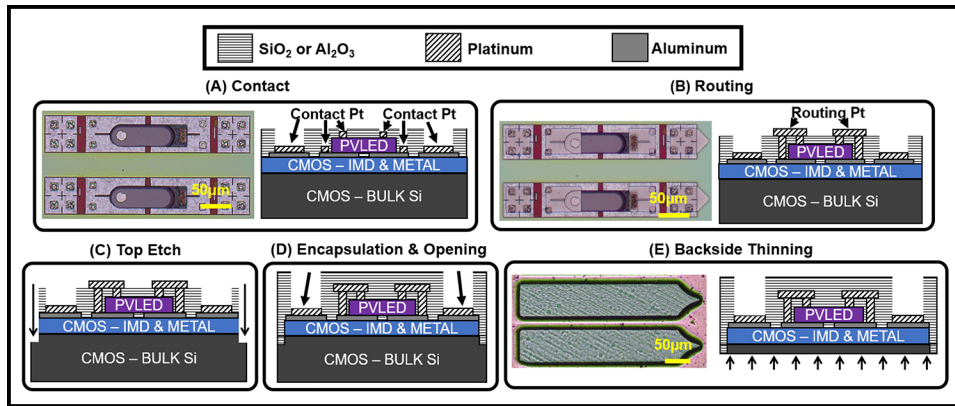 SiO₂ or Al₂O₃
Platinum
Aluminum
(A) Contact
50μm
Contact Pt
Contact Pt
PVLED
CMOS – IMD & METAL
CMOS – BULK Si
(B) Routing
50μm
Routing Pt
PVLED
CMOS – IMD & METAL
CMOS – BULK Si
(C) Top Etch
PVLED
CMOS – IMD & METAL
CMOS – BULK Si
(D) Encapsulation & Opening
PVLED
CMOS – IMD & METAL
CMOS – BULK Si
(E) Backside Thinning
50μm
PVLED
CMOS – IMD & METAL